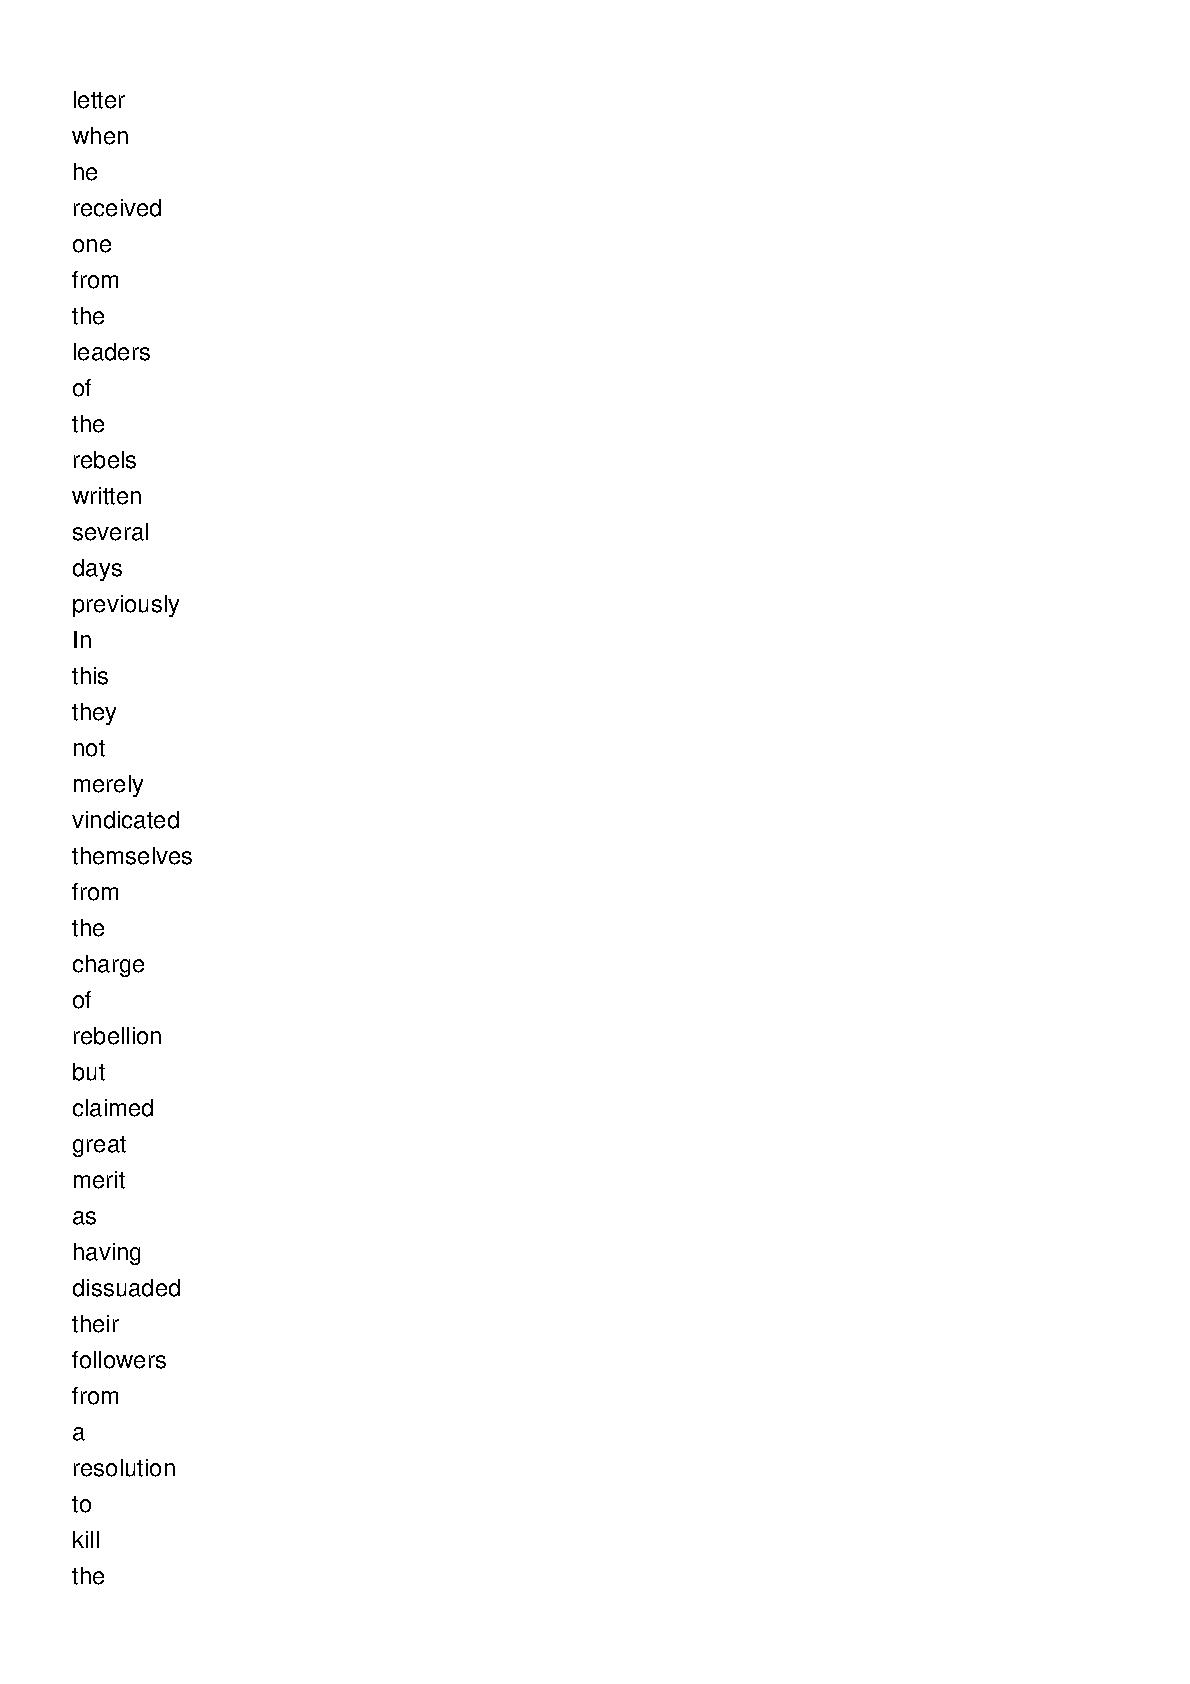 letter
when
he
received
one
from
the
leaders
of
the
rebels
written
several
days
previously
In
this
they
not
merely
vindicated
themselves
from
the
charge
of
rebellion
but
claimed
great
merit
as
having
dissuaded
their
followers
from
a
resolution
to
kill
the